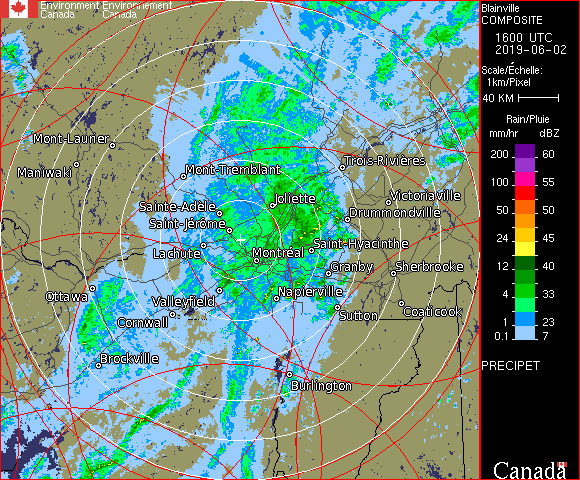 Environment Environnement
Canada Canada
Blainville
COMPOSITE
1600 UTC
2019-06-02
Scale/Échelle:
1km/Pixel
40 KM
Rain/Pluie
mm/hr dBZ
200 60
100 55
50 50
24 45
12 40
4 33
1 23
0.1 7
PRECIPET
Canada
Mont-Laurier
Maniwaki
Mont-Tremblant
Trois-Rivières
Victoriaville
Joliette
Sainte-Adèle
Drummondville
Saint-Jérôme
Saint-Hyacinthe
Lachute
Montréal
Granby
Sherbrooke
Ottawa
Valleyfield
Napierville
Coaticook
Cornwall
Sutton
Brockville
Burlington